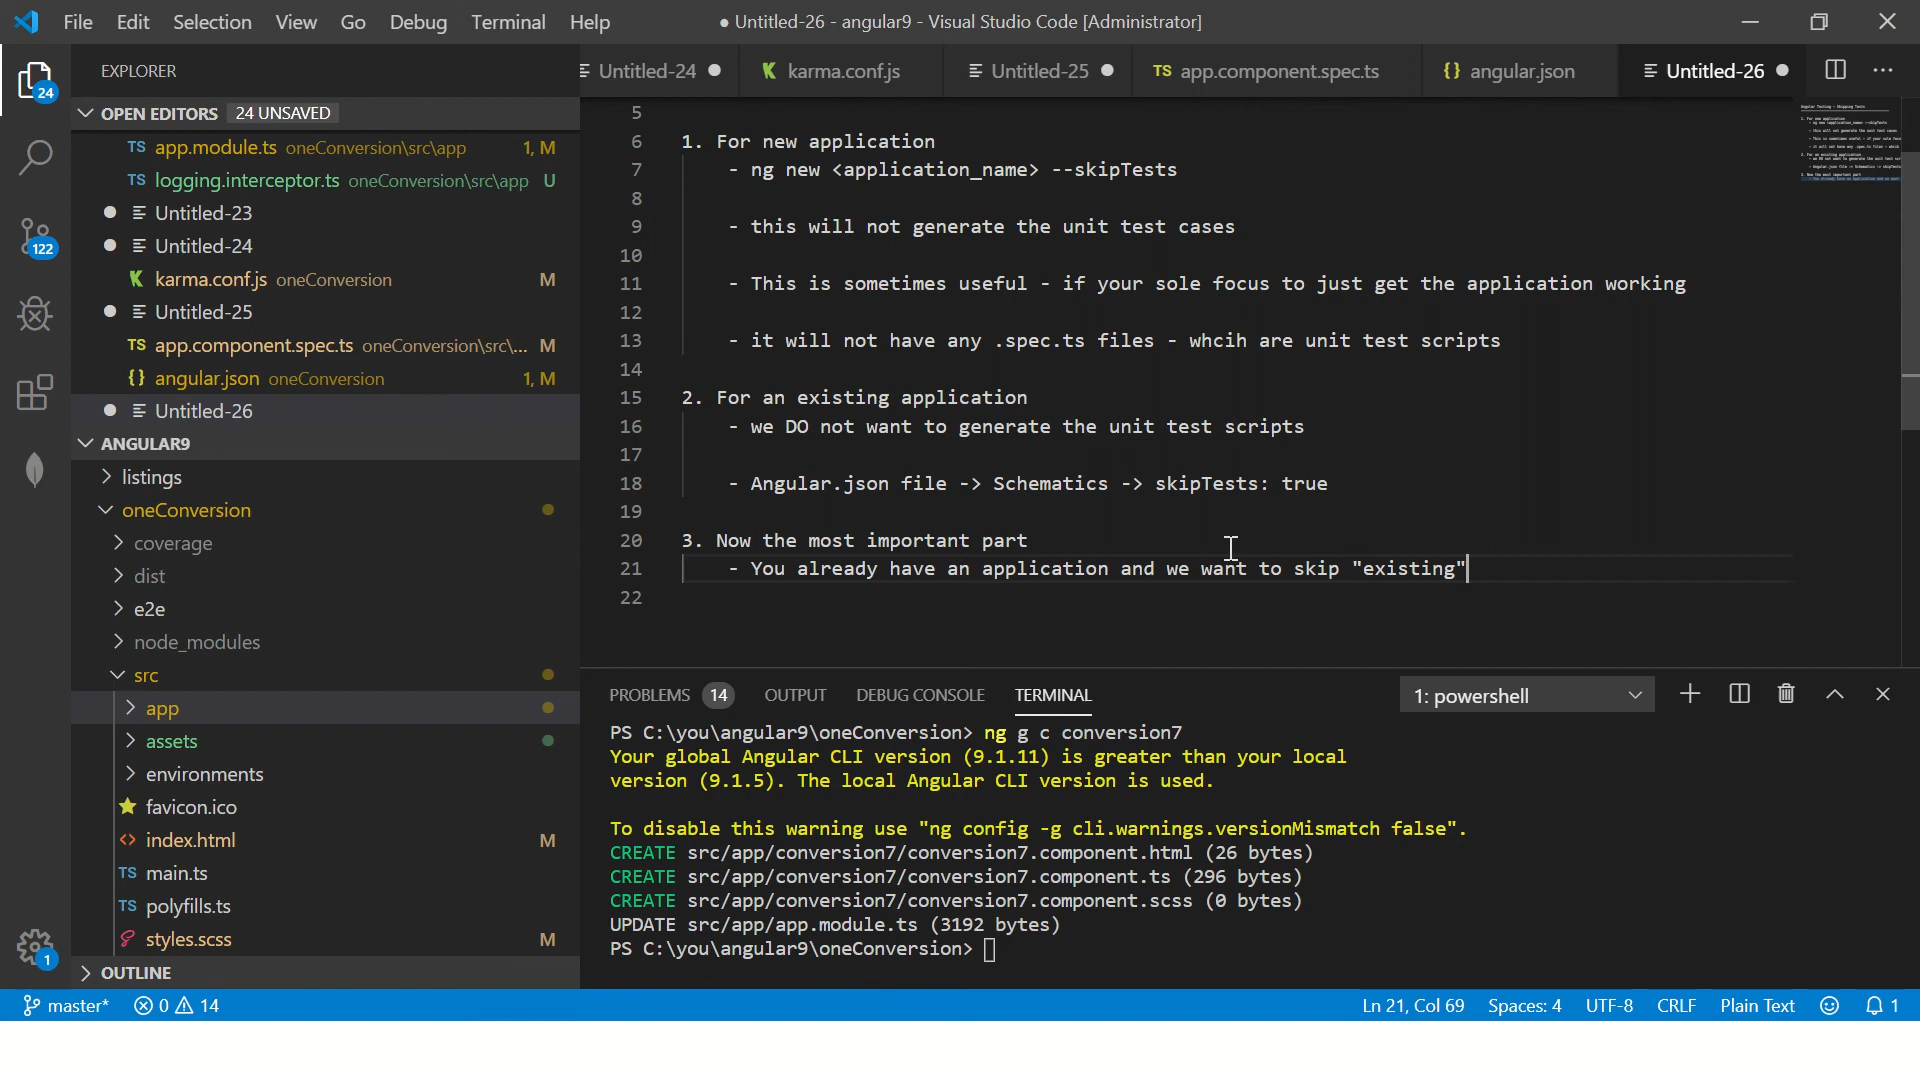 File Edit Selection View Go Debug Terminal Help
● Untitled-26 - angular9 - Visual Studio Code [Administrator]
EXPLORER
Untitled-24
karma.conf.js
Untitled-25
TS app.component.spec.ts
{} angular.json
Untitled-26
24
OPEN EDITORS 24 UNSAVED
TS app.module.ts oneConversion\src\app 1, M
TS logging.interceptor.ts oneConversion\src\app U
Untitled-23
Untitled-24
karma.conf.js oneConversion M
Untitled-25
TS app.component.spec.ts oneConversion\src\... M
{} angular.json oneConversion 1, M
Untitled-26
122
ANGULAR9
listings
oneConversion
coverage
dist
e2e
node_modules
src
app
assets
environments
favicon.ico
index.html M
TS main.ts
TS polyfills.ts
styles.scss M
OUTLINE
1
5
6 1. For new application
7 - ng new <application_name> --skipTests
8
9 - this will not generate the unit test cases
10
11 - This is sometimes useful - if your sole focus to just get the application working
12
13 - it will not have any .spec.ts files - whcih are unit test scripts
14
15 2. For an existing application
16 - we DO not want to generate the unit test scripts
17
18 - Angular.json file -> Schematics -> skipTests: true
19
20 3. Now the most important part
21 - You already have an application and we want to skip "existing"
22
PROBLEMS 14 OUTPUT DEBUG CONSOLE TERMINAL 1: powershell
PS C:\you\angular9\oneConversion> ng g c conversion7
Your global Angular CLI version (9.1.11) is greater than your local
version (9.1.5). The local Angular CLI version is used.
To disable this warning use "ng config -g cli.warnings.versionMismatch false".
CREATE src/app/conversion7/conversion7.component.html (26 bytes)
CREATE src/app/conversion7/conversion7.component.ts (296 bytes)
CREATE src/app/conversion7/conversion7.component.scss (0 bytes)
UPDATE src/app/app.module.ts (3192 bytes)
PS C:\you\angular9\oneConversion>
master* 0 14 Ln 21, Col 69 Spaces: 4 UTF-8 CRLF Plain Text 1